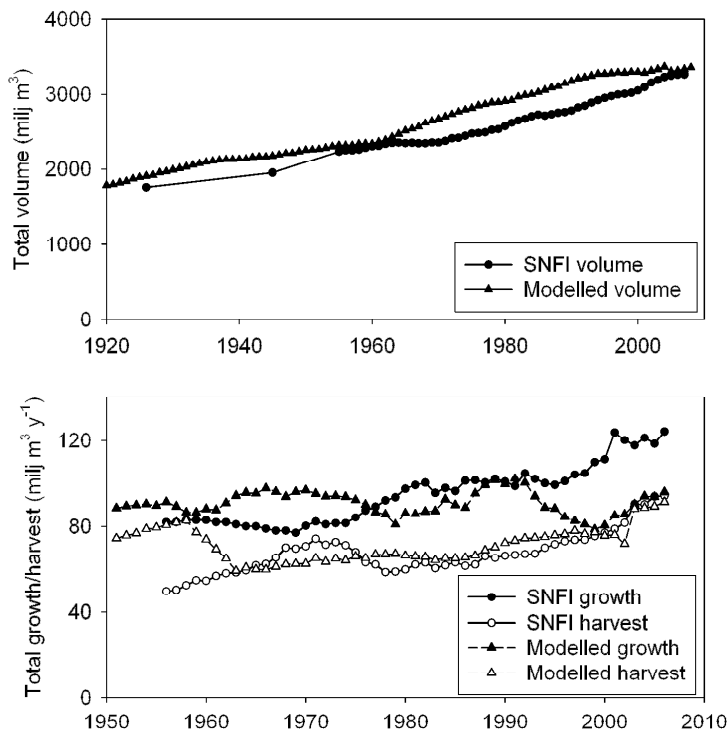 4000
3000
2000
1000
0
Total volume (milj m³)
SNFI volume
Modelled volume
1920 1940 1960 1980 2000
120
80
40
0
Total growth/harvest (milj m³ y⁻¹)
SNFI growth
SNFI harvest
Modelled growth
Modelled harvest
1950 1960 1970 1980 1990 2000 2010